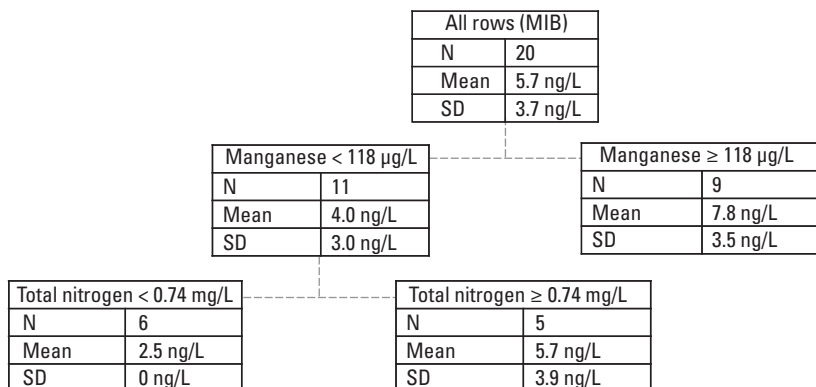 All rows (MIB)
N 20
Mean 5.7 ng/L
SD 3.7 ng/L
Manganese < 118 µg/L
N 11
Mean 4.0 ng/L
SD 3.0 ng/L
Manganese ≥ 118 µg/L
N 9
Mean 7.8 ng/L
SD 3.5 ng/L
Total nitrogen < 0.74 mg/L
N 6
Mean 2.5 ng/L
SD 0 ng/L
Total nitrogen ≥ 0.74 mg/L
N 5
Mean 5.7 ng/L
SD 3.9 ng/L